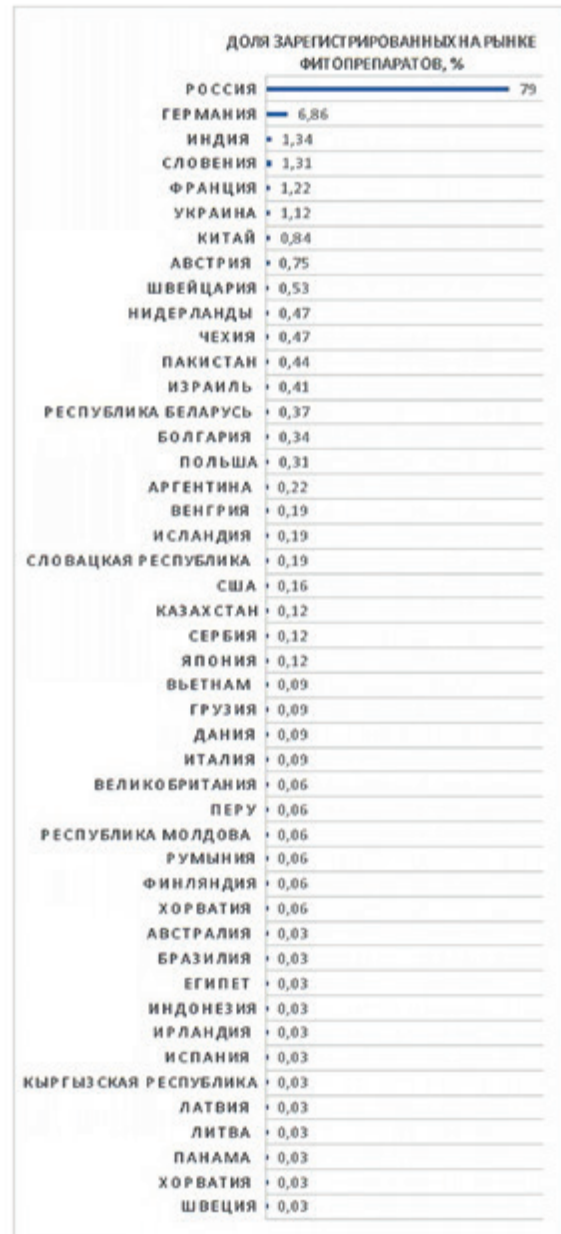 ДОЛЯ ЗАРЕГИСТРИРОВАННЫХ НА РЫНКЕ
ФИТОПРЕПАРАТОВ, %
РОССИЯ 79
ГЕРМАНИЯ 6,86
ИНДИЯ 1,34
СЛОВЕНИЯ 1,31
ФРАНЦИЯ 1,22
УКРАИНА 1,12
КИТАЙ 0,84
АВСТРИЯ 0,75
ШВЕЙЦАРИЯ 0,53
НИДЕРЛАНДЫ 0,47
ЧЕХИЯ 0,47
ПАКИСТАН 0,44
ИЗРАИЛЬ 0,41
РЕСПУБЛИКА БЕЛАРУСЬ 0,37
БОЛГАРИЯ 0,34
ПОЛЬША 0,31
АРГЕНТИНА 0,22
ВЕНГРИЯ 0,19
ИСЛАНДИЯ 0,19
СЛОВАЦКАЯ РЕСПУБЛИКА 0,19
США 0,16
КАЗАХСТАН 0,12
СЕРБИЯ 0,12
ЯПОНИЯ 0,12
ВЬЕТНАМ 0,09
ГРУЗИЯ 0,09
ДАНИЯ 0,09
ИТАЛИЯ 0,09
ВЕЛИКОБРИТАНИЯ 0,06
ПЕРУ 0,06
РЕСПУБЛИКА МОЛДОВА 0,06
РУМЫНИЯ 0,06
ФИНЛЯНДИЯ 0,06
ХОРВАТИЯ 0,06
АВСТРАЛИЯ 0,03
БРАЗИЛИЯ 0,03
ЕГИПЕТ 0,03
ИНДОНЕЗИЯ 0,03
ИРЛАНДИЯ 0,03
ИСПАНИЯ 0,03
КЫРГЫЗСКАЯ РЕСПУБЛИКА 0,03
ЛАТВИЯ 0,03
ЛИТВА 0,03
ПАНАМА 0,03
ХОРВАТИЯ 0,03
ШВЕЦИЯ 0,03